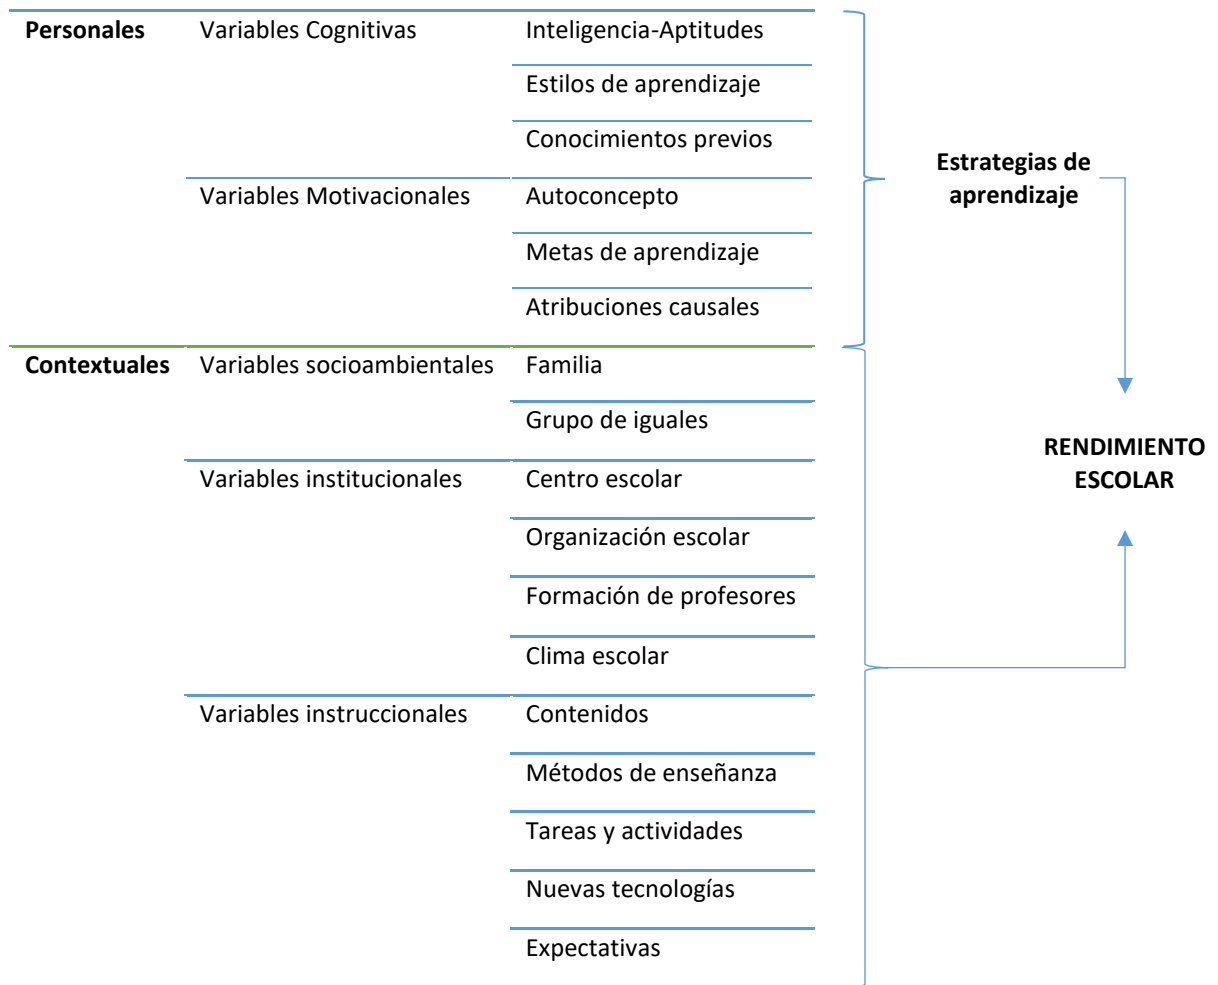 Personales Variables Cognitivas Inteligencia-Aptitudes
Estilos de aprendizaje
Conocimientos previos
Variables Motivacionales Autoconcepto
Metas de aprendizaje
Atribuciones causales
Estrategias de
aprendizaje
Contextuales Variables socioambientales Familia
Grupo de iguales
Variables institucionales Centro escolar
Organización escolar
Formación de profesores
Clima escolar
Variables instruccionales Contenidos
Métodos de enseñanza
Tareas y actividades
Nuevas tecnologías
Expectativas
RENDIMIENTO
ESCOLAR